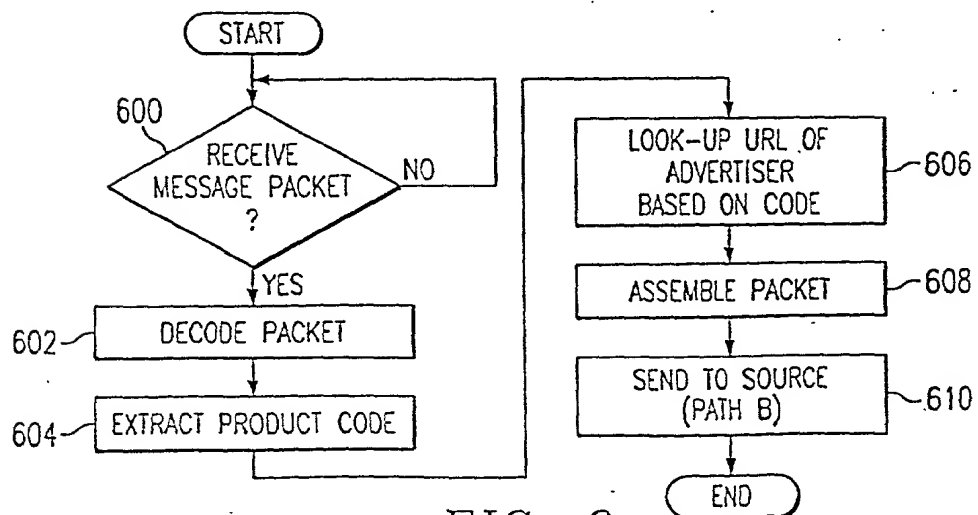 START
600
RECEIVE
MESSAGE PACKET
?
NO
YES
602
DECODE PACKET
604
EXTRACT PRODUCT CODE
LOOK-UP URL OF
ADVERTISER
BASED ON CODE
606
ASSEMBLE PACKET
608
SEND TO SOURCE
(PATH B)
610
END